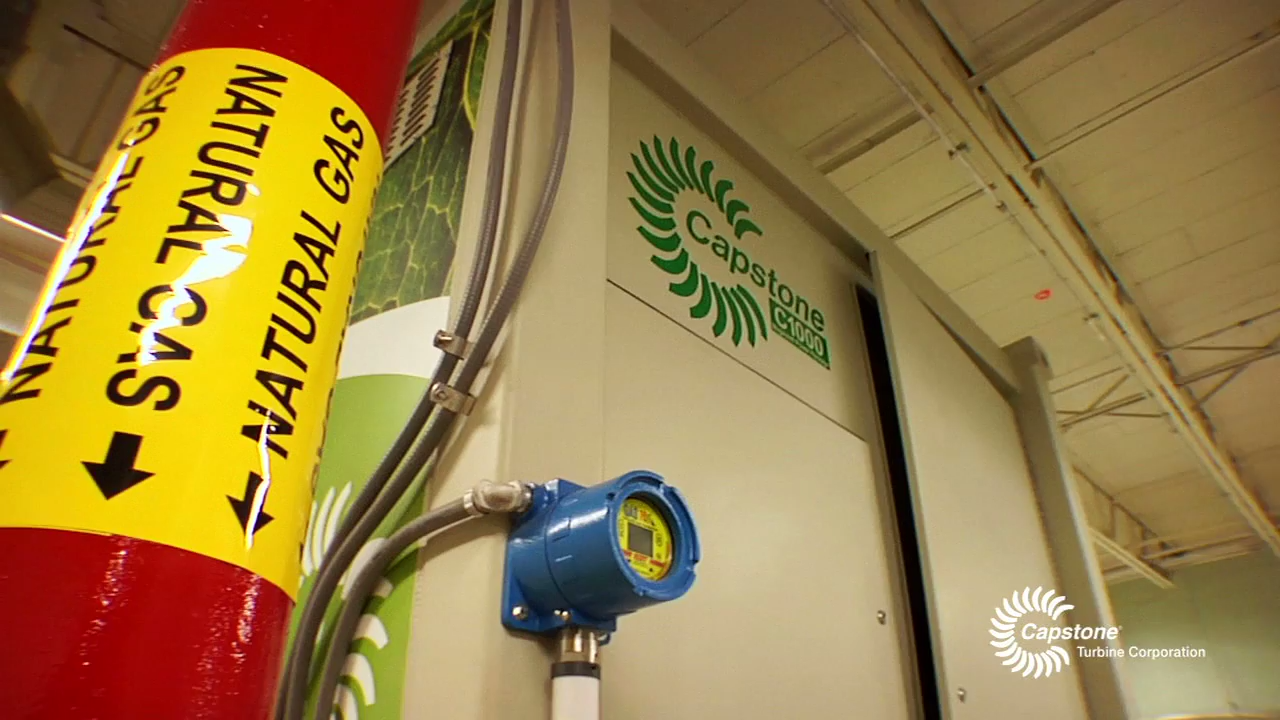 NATURAL GAS
NATURAL GAS
NATURAL GAS
Capstone
C1000
Capstone
Turbine Corporation